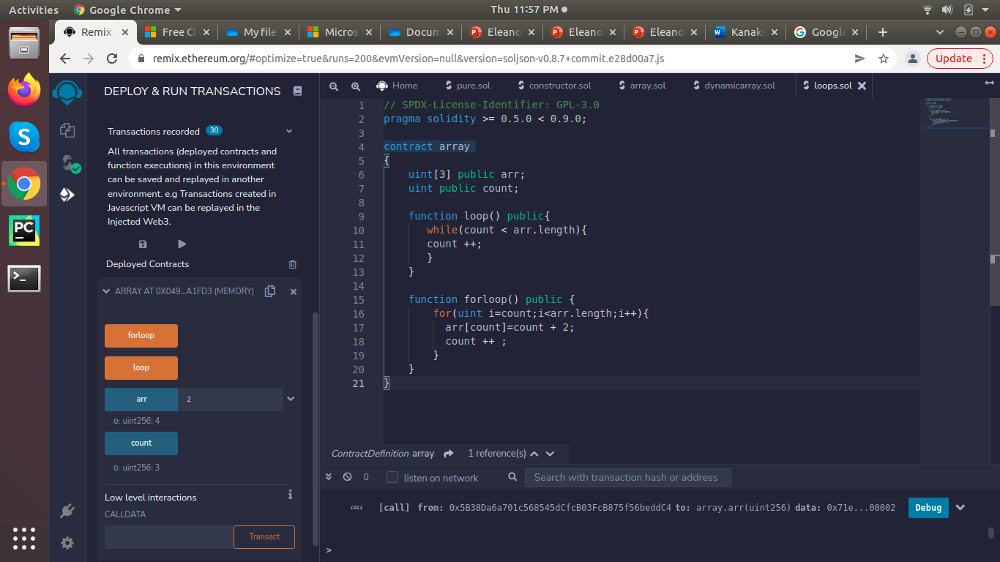 Activities Google Chrome Thu 11:57 PM
Remix - Free Cl My file Micros Docum Eleano Eleano Eleano Kanaks Google
remix.ethereum.org/#optimize=true&runs=200&evmVersion=null&version=soljson-v0.8.7+commit.e28d00a7.js Update
DEPLOY & RUN TRANSACTIONS
Transactions recorded 30
All transactions (deployed contracts and
function executions) in this environment
can be saved and replayed in another
environment. e.g Transactions created in
Javascript VM can be replayed in the
Injected Web3.
Deployed Contracts
ARRAY AT 0X049...A1FD3 (MEMORY)
forloop
loop
arr 2
0: uint256: 4
count
0: uint256: 3
Low level interactions
CALLDATA
Transact
PC
Home pure.sol constructor.sol array.sol dynamicarray.sol loops.sol
1 // SPDX-License-Identifier: GPL-3.0
2 pragma solidity >= 0.5.0 < 0.9.0;
3
4 contract array
5 {
6 uint[3] public arr;
7 uint public count;
8
9 function loop() public{
10 while(count < arr.length){
11 count ++;
12 }
13 }
14
15 function forloop() public {
16 for(uint i=count;i<arr.length;i++){
17 arr[count]=count + 2;
18 count ++ ;
19 }
20 }
21 }
ContractDefinition array 1 reference(s)
0 listen on network Search with transaction hash or address
CALL [call] from: 0x5B38Da6a701c568545dCfcB03FcB875f56beddC4 to: array.arr(uint256) data: 0x71e...00002 Debug
>